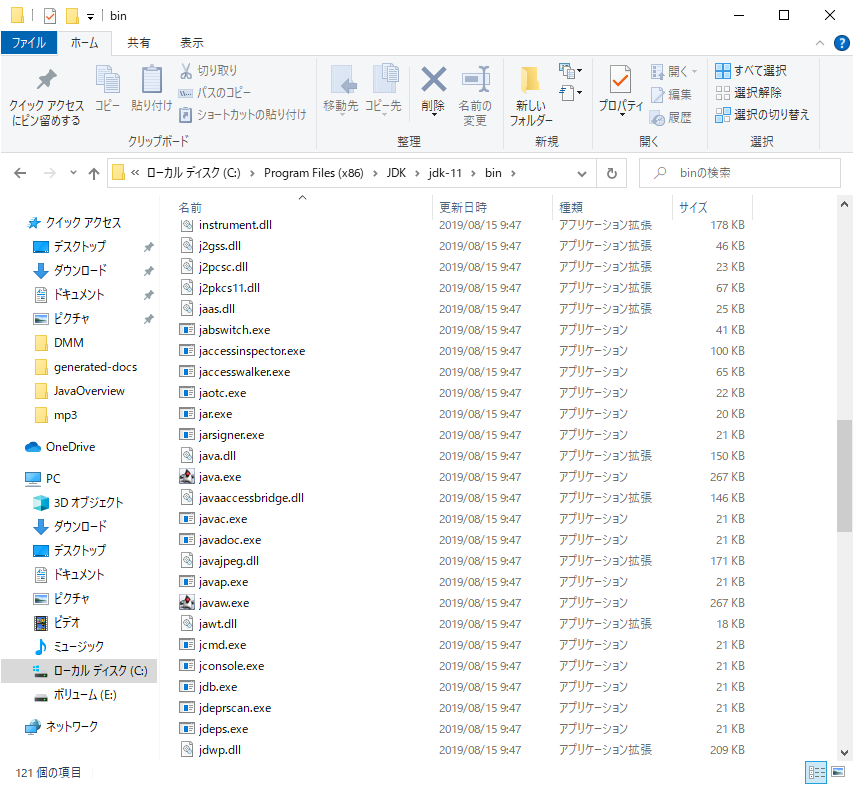 bin
ファイル ホーム 共有 表示
クイック アクセス
にピン留めする
コピー
貼り付け
切り取り
パスのコピー
ショートカットの貼り付け
クリップボード
移動先
コピー先
削除
名前の
変更
整理
新しい
フォルダー
新規
プロパティ
開く
編集
履歴
開く
すべて選択
選択解除
選択の切り替え
選択
« ローカル ディスク (C:) › Program Files (x86) › JDK › jdk-11 › bin ›
binの検索
クイック アクセス
デスクトップ
ダウンロード
ドキュメント
ピクチャ
DMM
generated-docs
JavaOverview
mp3
OneDrive
PC
3D オブジェクト
ダウンロード
デスクトップ
ドキュメント
ピクチャ
ビデオ
ミュージック
ローカル ディスク (C:)
ボリューム (E:)
ネットワーク
名前 更新日時 種類 サイズ
instrument.dll 2019/08/15 9:47 アプリケーション拡張 178 KB
j2gss.dll 2019/08/15 9:47 アプリケーション拡張 46 KB
j2pcsc.dll 2019/08/15 9:47 アプリケーション拡張 23 KB
j2pkcs11.dll 2019/08/15 9:47 アプリケーション拡張 67 KB
jaas.dll 2019/08/15 9:47 アプリケーション拡張 25 KB
jabswitch.exe 2019/08/15 9:47 アプリケーション 41 KB
jaccessinspector.exe 2019/08/15 9:47 アプリケーション 100 KB
jaccesswalker.exe 2019/08/15 9:47 アプリケーション 65 KB
jaotc.exe 2019/08/15 9:47 アプリケーション 22 KB
jar.exe 2019/08/15 9:47 アプリケーション 20 KB
jarsigner.exe 2019/08/15 9:47 アプリケーション 21 KB
java.dll 2019/08/15 9:47 アプリケーション拡張 150 KB
java.exe 2019/08/15 9:47 アプリケーション 267 KB
javaaccessbridge.dll 2019/08/15 9:47 アプリケーション拡張 146 KB
javac.exe 2019/08/15 9:47 アプリケーション 21 KB
javadoc.exe 2019/08/15 9:47 アプリケーション 21 KB
javajpeg.dll 2019/08/15 9:47 アプリケーション拡張 171 KB
javap.exe 2019/08/15 9:47 アプリケーション 21 KB
javaw.exe 2019/08/15 9:47 アプリケーション 267 KB
jawt.dll 2019/08/15 9:47 アプリケーション拡張 18 KB
jcmd.exe 2019/08/15 9:47 アプリケーション 21 KB
jconsole.exe 2019/08/15 9:47 アプリケーション 21 KB
jdb.exe 2019/08/15 9:47 アプリケーション 21 KB
jdeprscan.exe 2019/08/15 9:47 アプリケーション 21 KB
jdeps.exe 2019/08/15 9:47 アプリケーション 21 KB
jdwp.dll 2019/08/15 9:47 アプリケーション拡張 209 KB
121 個の項目